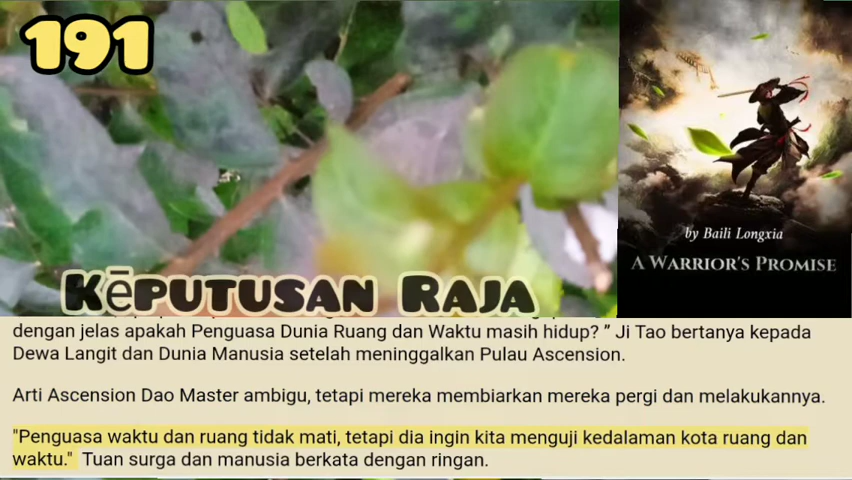 191
by Baili Longxia
A WARRIOR'S PROMISE
KēPUTUSAN RAJA
dengan jelas apakah Penguasa Dunia Ruang dan Waktu masih hidup? ” Ji Tao bertanya kepada
Dewa Langit dan Dunia Manusia setelah meninggalkan Pulau Ascension.
Arti Ascension Dao Master ambigu, tetapi mereka membiarkan mereka pergi dan melakukannya.
"Penguasa waktu dan ruang tidak mati, tetapi dia ingin kita menguji kedalaman kota ruang dan
waktu." Tuan surga dan manusia berkata dengan ringan.